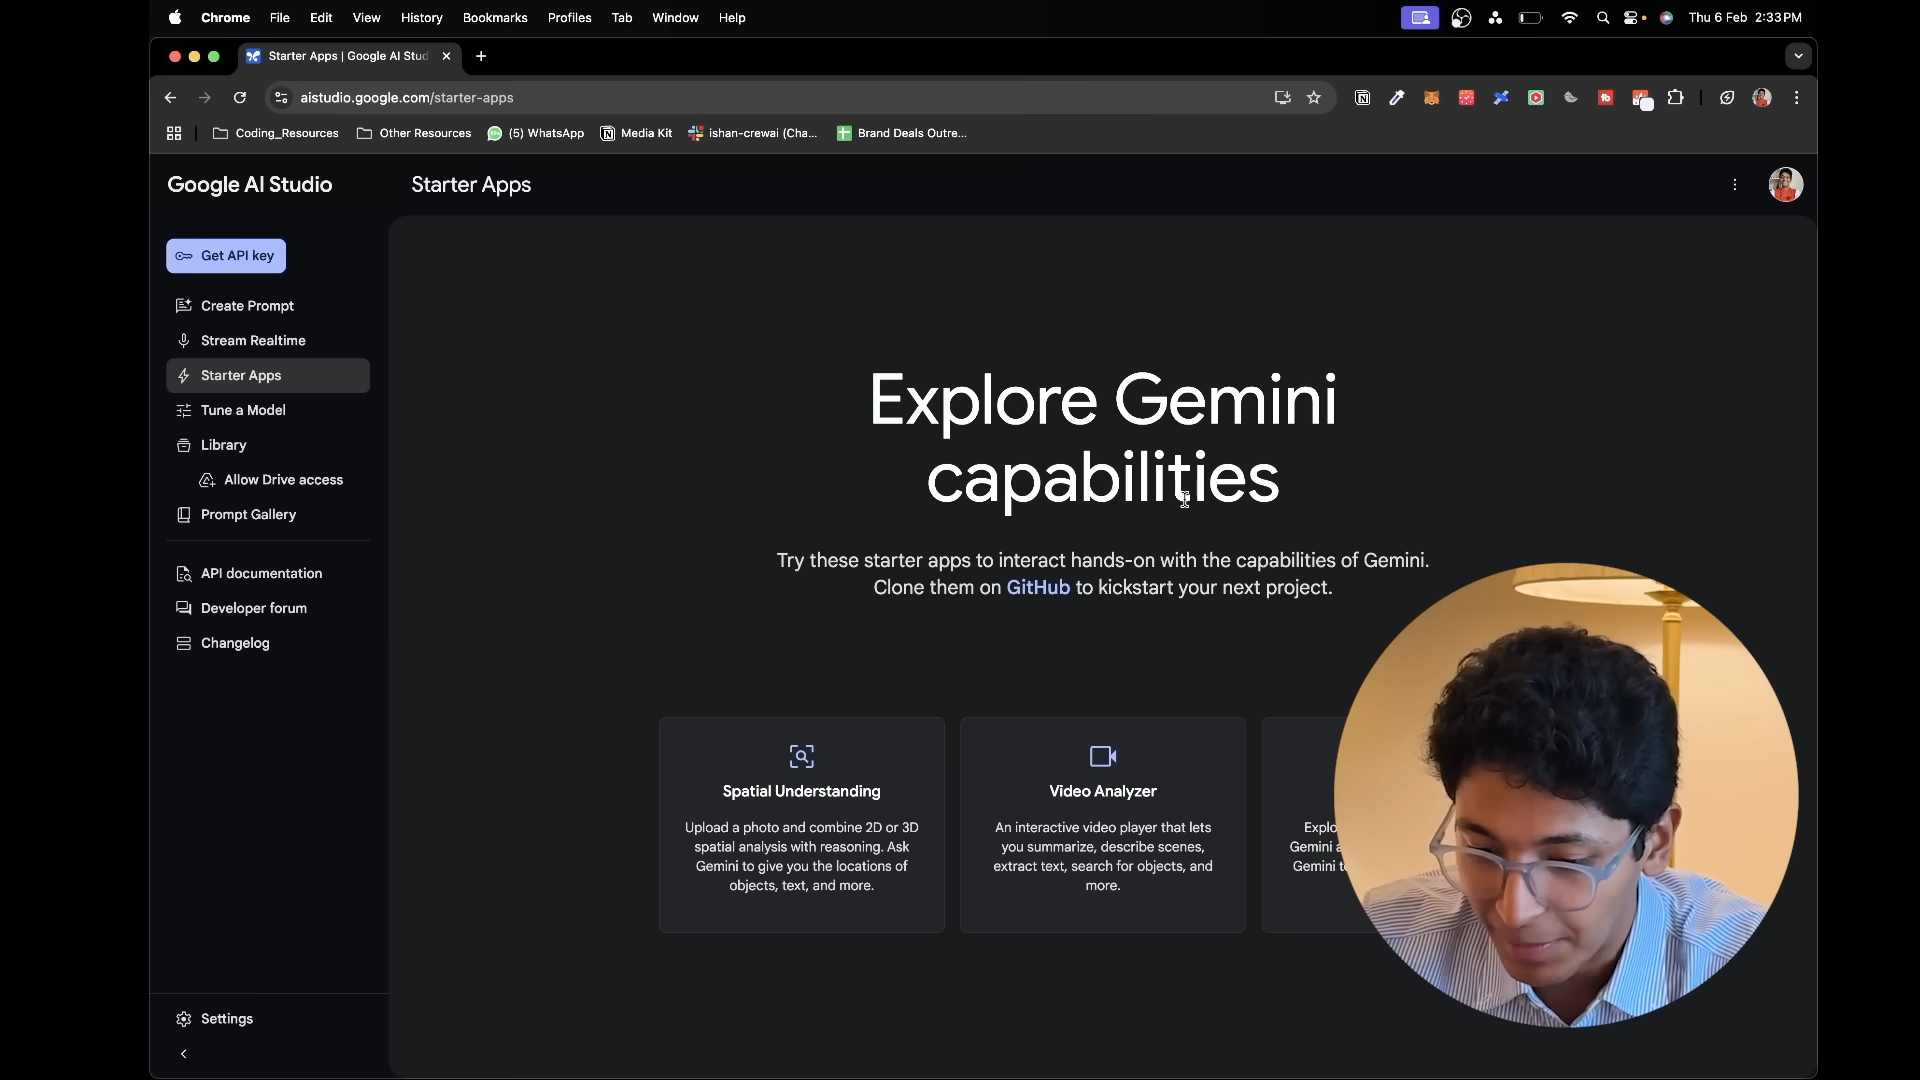 Chrome File Edit View History Bookmarks Profiles Tab Window Help Thu 6 Feb 2:33 PM
Starter Apps | Google AI Stud
aistudio.google.com/starter-apps
Coding_Resources Other Resources (5) WhatsApp Media Kit ishan-crewai (Cha... Brand Deals Outre...
Google AI Studio
Starter Apps
Get API key
Create Prompt
Stream Realtime
Starter Apps
Tune a Model
Library
Allow Drive access
Prompt Gallery
API documentation
Developer forum
Changelog
Settings
Explore Gemini
capabilities
Try these starter apps to interact hands-on with the capabilities of Gemini.
Clone them on GitHub to kickstart your next project.
Spatial Understanding
Upload a photo and combine 2D or 3D
spatial analysis with reasoning. Ask
Gemini to give you the locations of
objects, text, and more.
Video Analyzer
An interactive video player that lets
you summarize, describe scenes,
extract text, search for objects, and
more.
Explo
Gemini
Gemini